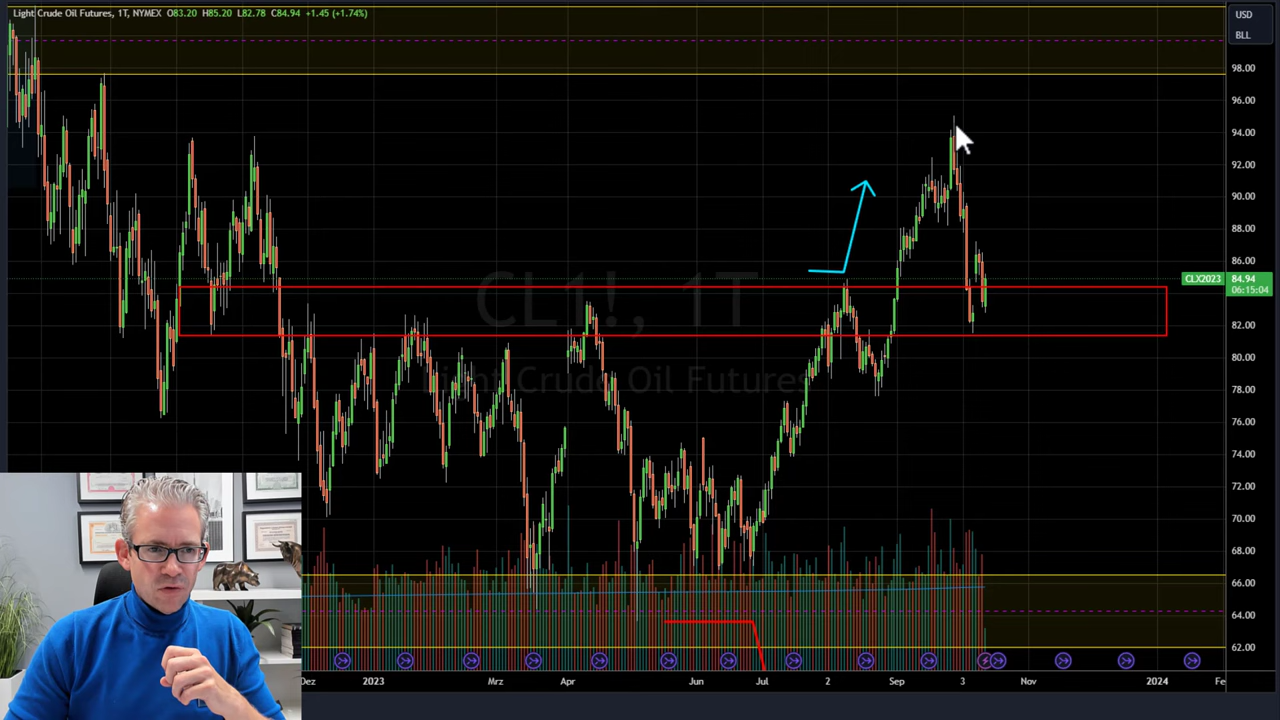 Light Crude Oil Futures, 1T, NYMEX O83.20 H85.20 L82.78 C84.94 +1.45 (+1.74%)
USD
BLL
98.00
96.00
94.00
92.00
90.00
88.00
86.00
CLX2023 84.94
06:15:04
82.00
80.00
78.00
76.00
74.00
72.00
70.00
68.00
66.00
64.00
62.00
CL1!, 1T
Light Crude Oil Futures
Dez 2023 Mrz Apr Jun Jul 2 Sep 3 Nov 2024 Fe